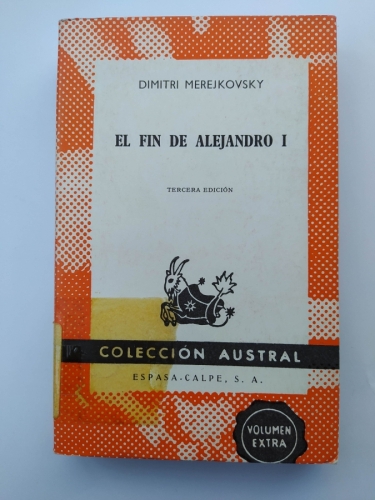 DIMITRI MEREJKOVSKY
EL FIN DE ALEJANDRO I
TERCERA EDICIÓN
COLECCIÓN AUSTRAL
ESPASA-CALPE, S. A.
VOLUMEN
EXTRA